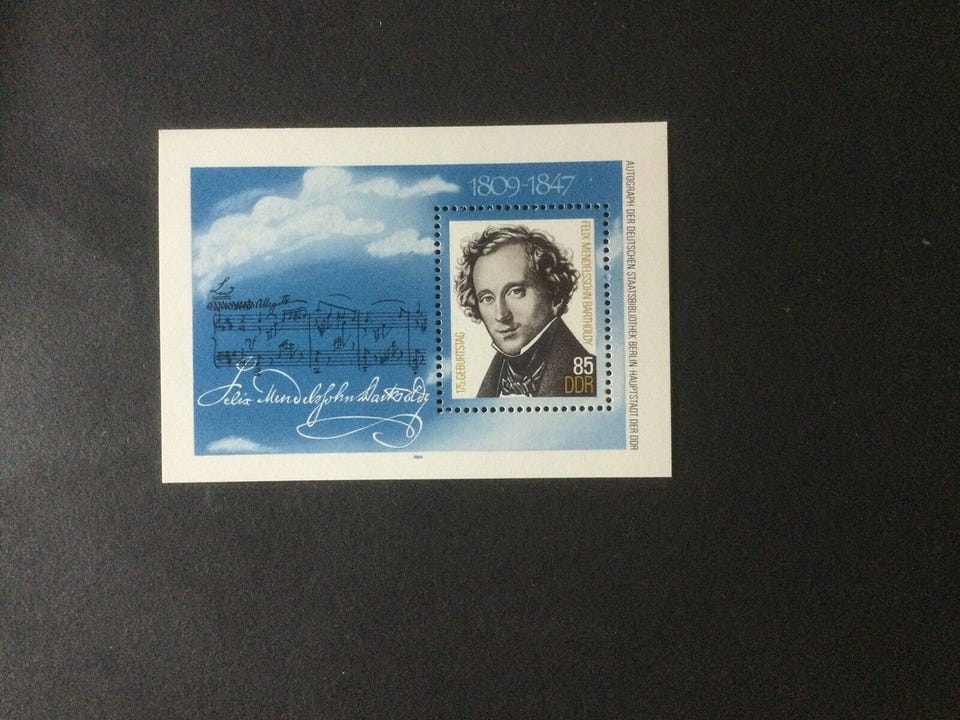 1809-1847
FELIX MENDELSSOHN BARTHOLDY
175. GEBURTSTAG
85
DDR
Allegretto
Felix Mendelssohn Bartholdy
1984
AUTOGRAPH DER DEUTSCHEN STAATSBIBLIOTHEK BERLIN HAUPTSTADT DER DDR